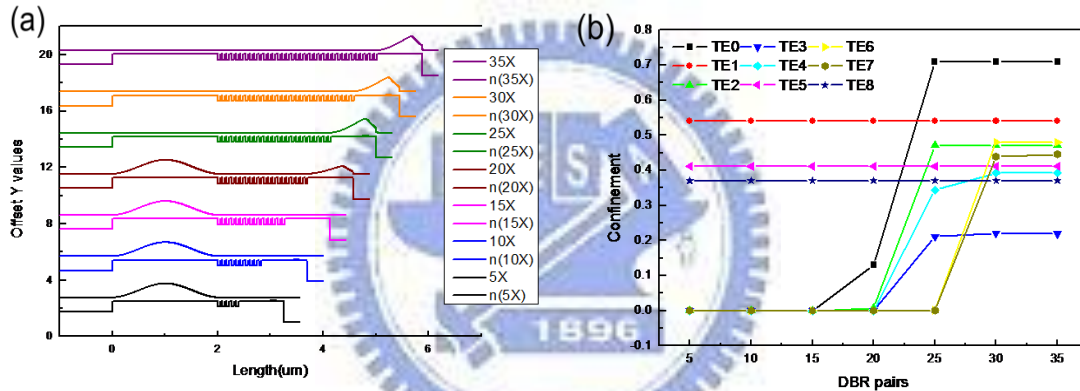 (a)
20
16
12
8
4
0
Offset Y values
0
2
4
6
Length(um)
35X
n(35X)
30X
n(30X)
25X
n(25X)
20X
n(20X)
15X
n(15X)
10X
n(10X)
5X
n(5X)
(b)
TE0 TE3 TE6
TE1 TE4 TE7
TE2 TE5 TE8
0.8
0.7
0.6
0.5
0.4
0.3
0.2
0.1
0.0
-0.1
Confinement
5 10 15 20 25 30 35
DBR pairs
1896